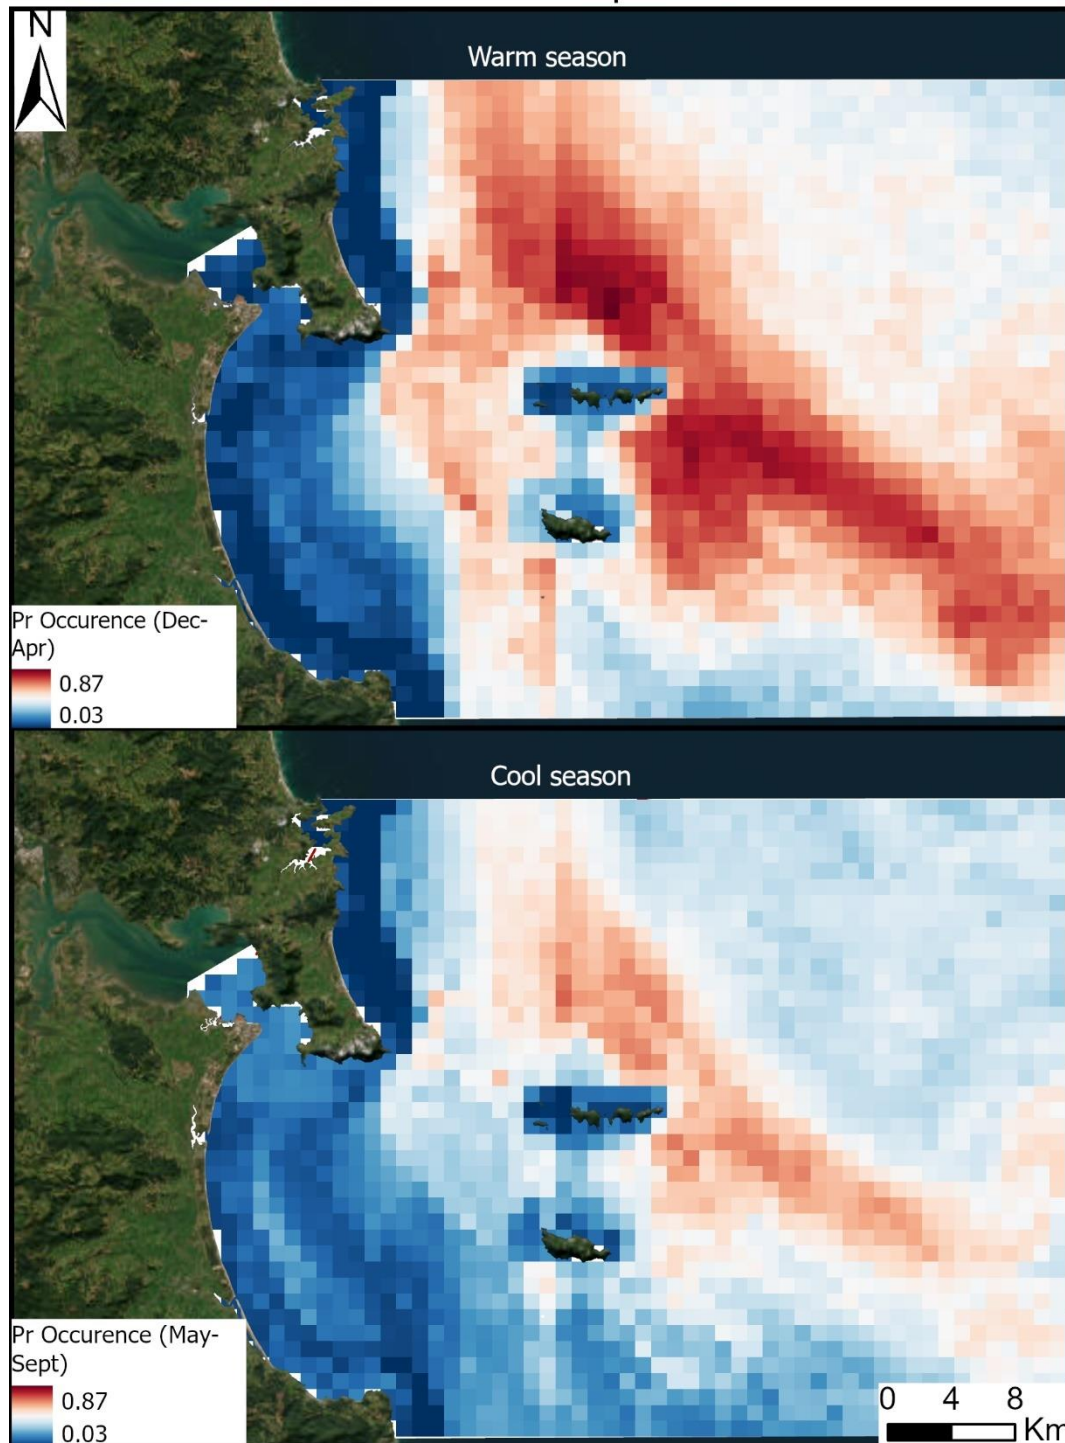 N
Warm season
Pr Occurence (Dec-
Apr)
0.87
0.03
Cool season
Pr Occurence (May-
Sept)
0.87
0.03
0 4 8
Km